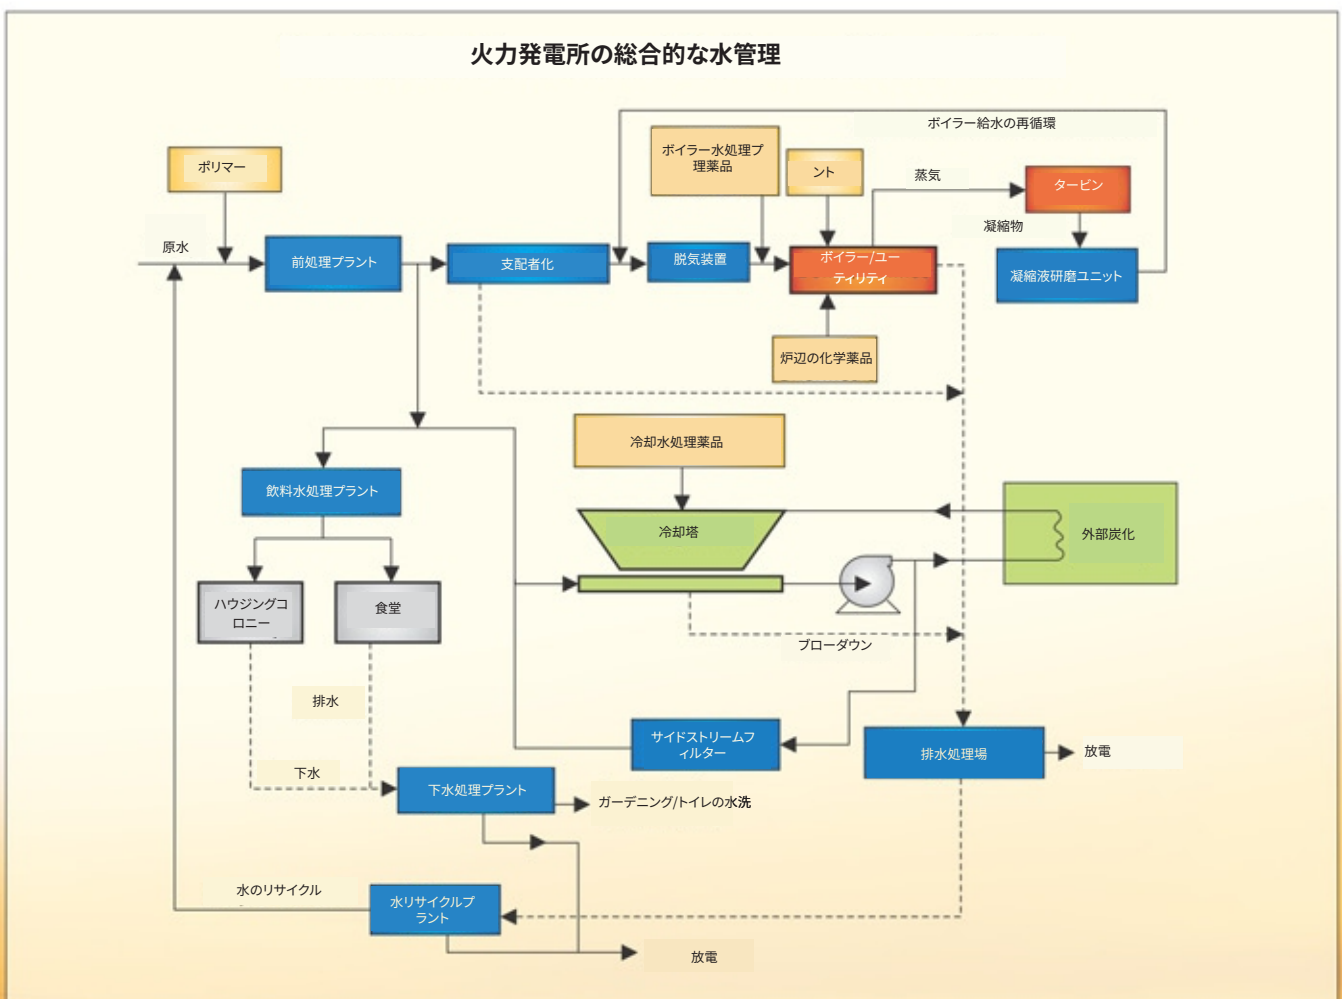 火力発電所の総合的な水管理
ボイラー給水の再循環
ポリマー
ボイラー水処理プ
理薬品
ント
蒸気
タービン
原水
凝縮物
前処理プラント
支配者化
脱気装置
ボイラー/ユー
ティリティ
凝縮液研磨ユニット
炉辺の化学薬品
冷却水処理薬品
飲料水処理プラント
冷却塔
外部炭化
ハウジングコ
ロニー
食堂
ブローダウン
排水
サイドストリームフ
ィルター
排水処理場
放電
下水
下水処理プラント
ガーデニング/トイレの水洗
水のリサイクル
水リサイクルプ
ラント
放電